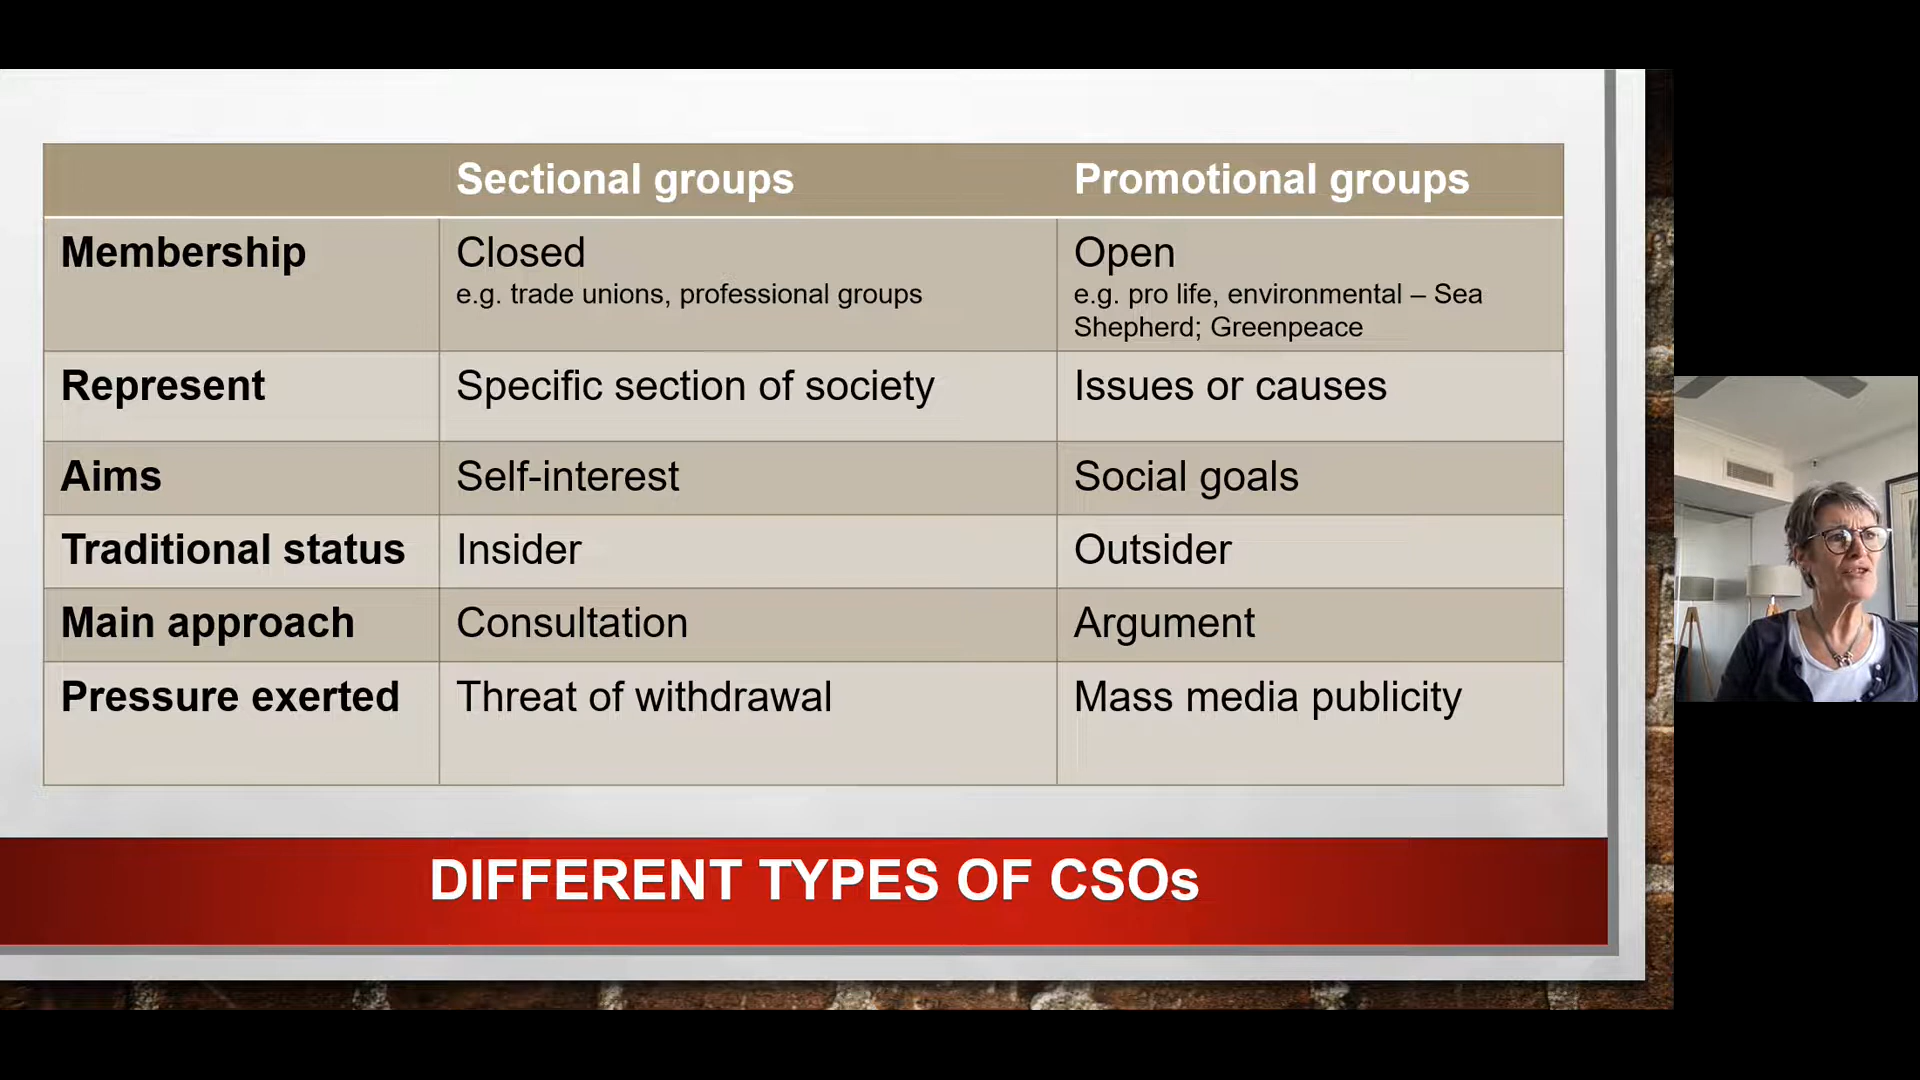 Sectional groups Promotional groups
Membership Closed Open
e.g. trade unions, professional groups e.g. pro life, environmental – Sea
Shepherd; Greenpeace
Represent Specific section of society Issues or causes
Aims Self-interest Social goals
Traditional status Insider Outsider
Main approach Consultation Argument
Pressure exerted Threat of withdrawal Mass media publicity
DIFFERENT TYPES OF CSOs